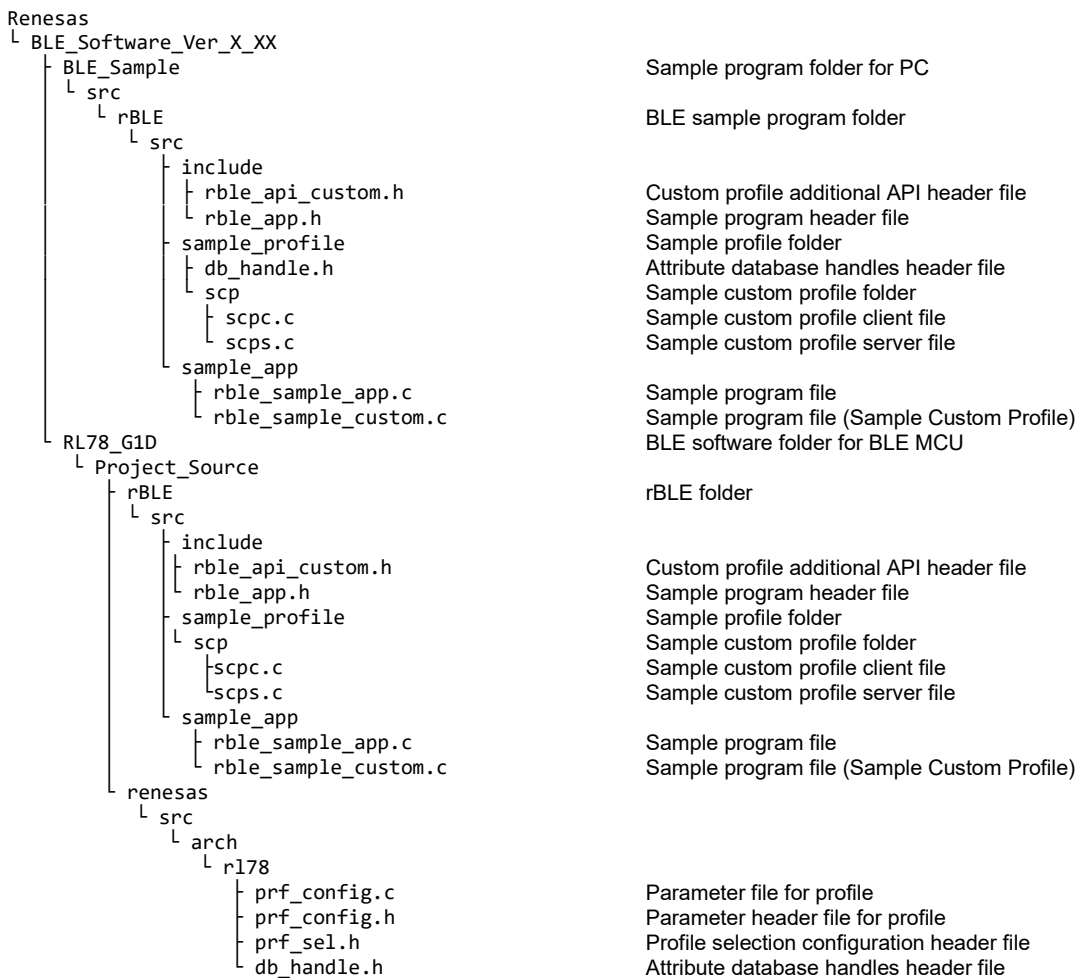 Renesas
└ BLE_Software_Ver_X_XX
├ BLE_Sample Sample program folder for PC
│ └ src
│ └ rBLE BLE sample program folder
│ └ src
│ ├ include
│ │ ├ rble_api_custom.h Custom profile additional API header file
│ │ └ rble_app.h Sample program header file
│ ├ sample_profile Sample profile folder
│ │ ├ db_handle.h Attribute database handles header file
│ │ └ scp Sample custom profile folder
│ │ ├ scpc.c Sample custom profile client file
│ │ └ scps.c Sample custom profile server file
│ └ sample_app
│ ├ rble_sample_app.c Sample program file
│ └ rble_sample_custom.c Sample program file (Sample Custom Profile)
└ RL78_G1D BLE software folder for BLE MCU
└ Project_Source
├ rBLE rBLE folder
│ └ src
│ ├ include
│ │├ rble_api_custom.h Custom profile additional API header file
│ │└ rble_app.h Sample program header file
│ ├ sample_profile Sample profile folder
│ │└ scp Sample custom profile folder
│ │ ├scpc.c Sample custom profile client file
│ │ └scps.c Sample custom profile server file
│ └ sample_app
│ ├ rble_sample_app.c Sample program file
│ └ rble_sample_custom.c Sample program file (Sample Custom Profile)
└ renesas
└ src
└ arch
└ rl78
├ prf_config.c Parameter file for profile
├ prf_config.h Parameter header file for profile
├ prf_sel.h Profile selection configuration header file
└ db_handle.h Attribute database handles header file